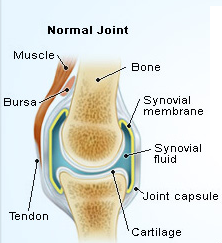 Normal Joint
Muscle
Bone
Bursa
Synovial
membrane
Synovial
fluid
Joint capsule
Tendon
Cartilage